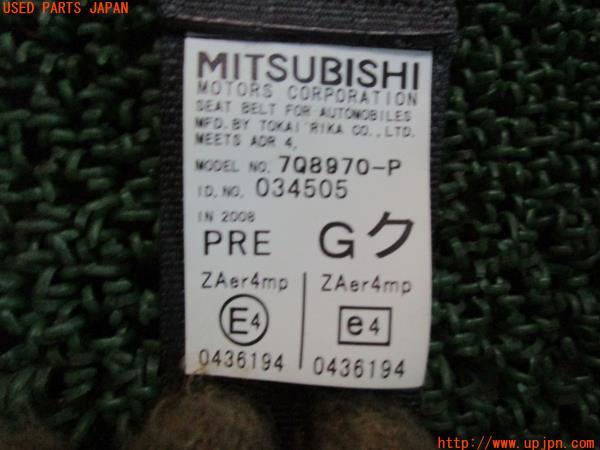 USED PARTS JAPAN
MITSUBISHI
MOTORS CORPORATION
SEAT BELT FOR AUTOMOBILES
MFD. BY TOKAI RIKA CO., LTD.
MEETS ADR 4,
MODEL NO. 7Q8970-P
ID. NO. 034505
IN 2008
PRE Gク
ZAer4mp ZAer4mp
E4 e4
0436194 0436194
http://www.upjpn.com/